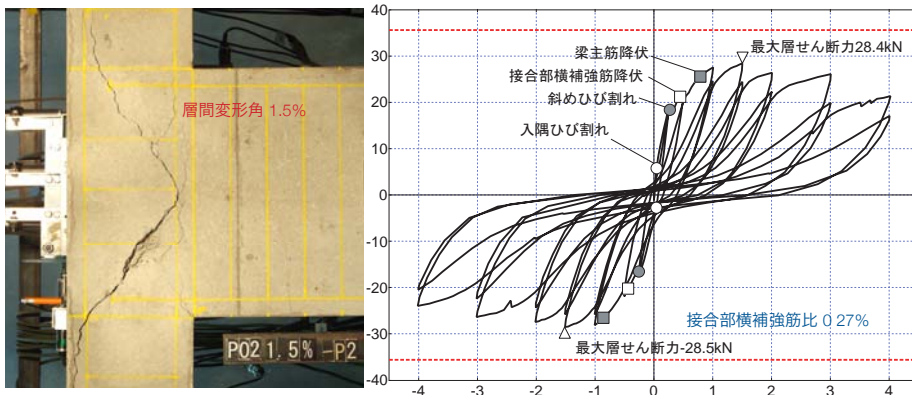 層間変形角 1.5%
PO2 1.5% -P2
40
30
20
10
0
-10
-20
-30
-40
-4
-3
-2
-1
0
1
2
3
4
梁主筋降伏
最大層せん断力28.4kN
接合部横補強筋降伏
斜めひび割れ
入隅ひび割れ
接合部横補強筋比 0 27%
最大層せん断力-28.5kN